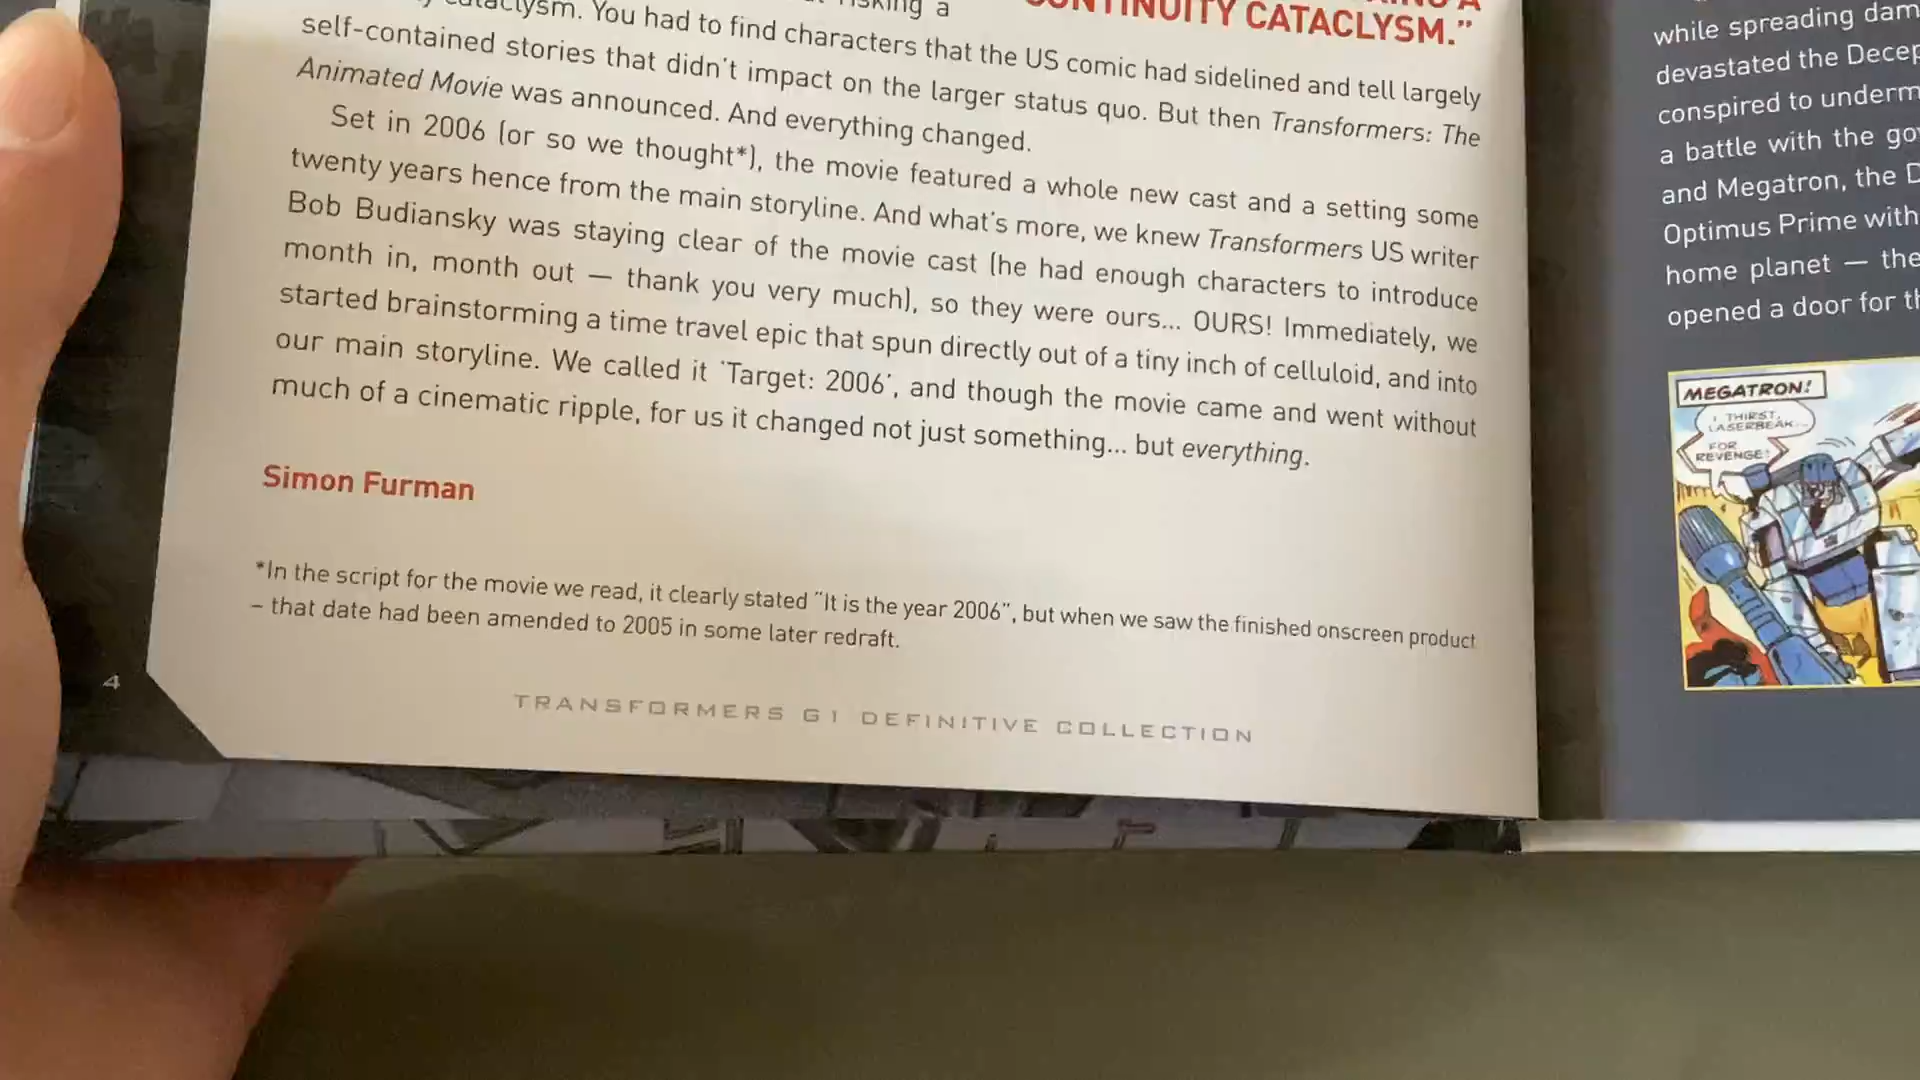 cataclysm. You had to find characters that the US comic had sidelined and tell largely
self-contained stories that didn't impact on the larger status quo. But then Transformers: The
Animated Movie was announced. And everything changed.
Set in 2006 (or so we thought*), the movie featured a whole new cast and a setting some
twenty years hence from the main storyline. And what's more, we knew Transformers US writer
Bob Budiansky was staying clear of the movie cast (he had enough characters to introduce
month in, month out — thank you very much), so they were ours... OURS! Immediately, we
started brainstorming a time travel epic that spun directly out of a tiny inch of celluloid, and into
our main storyline. We called it 'Target: 2006', and though the movie came and went without
much of a cinematic ripple, for us it changed not just something... but everything.
Simon Furman
*In the script for the movie we read, it clearly stated "It is the year 2006", but when we saw the finished onscreen product
– that date had been amended to 2005 in some later redraft.
4
TRANSFORMERS G1 DEFINITIVE COLLECTION
risking a
CONTINUITY CATACLYSM."
while spreading
devastated the
conspired to
a battle with the
and Megatron, the
Optimus Prime with
home planet — the
opened a door for
MEGATRON!
I THIRST,
LASERBEAK...
FOR
REVENGE!